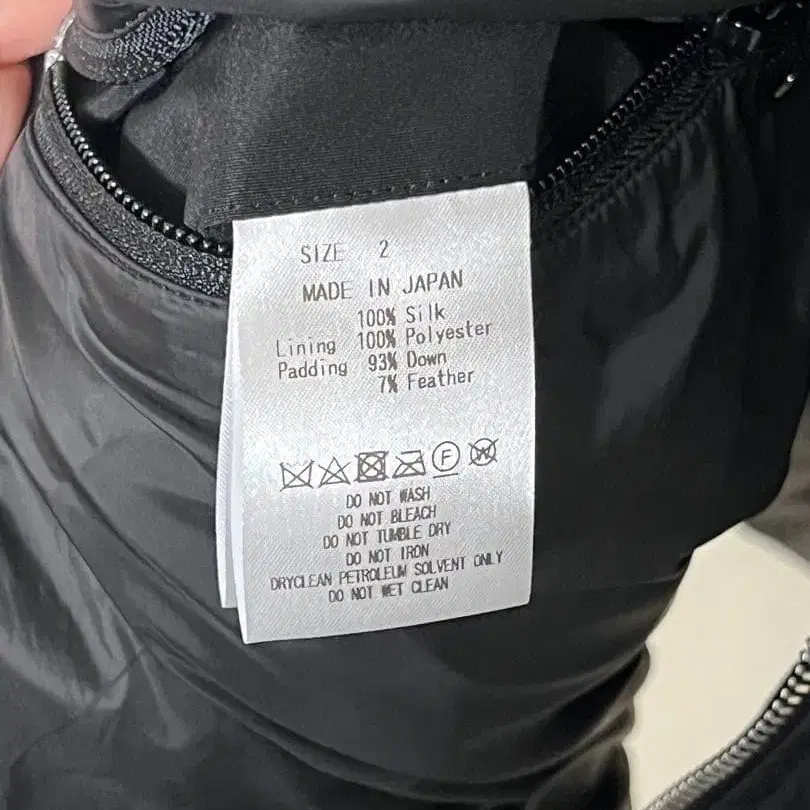 SIZE 2
MADE IN JAPAN
100% Silk
Lining 100% Polyester
Padding 93% Down
7% Feather
F W
DO NOT WASH
DO NOT BLEACH
DO NOT TUMBLE DRY
DO NOT IRON
DRYCLEAN PETROLEUM SOLVENT ONLY
DO NOT WET CLEAN